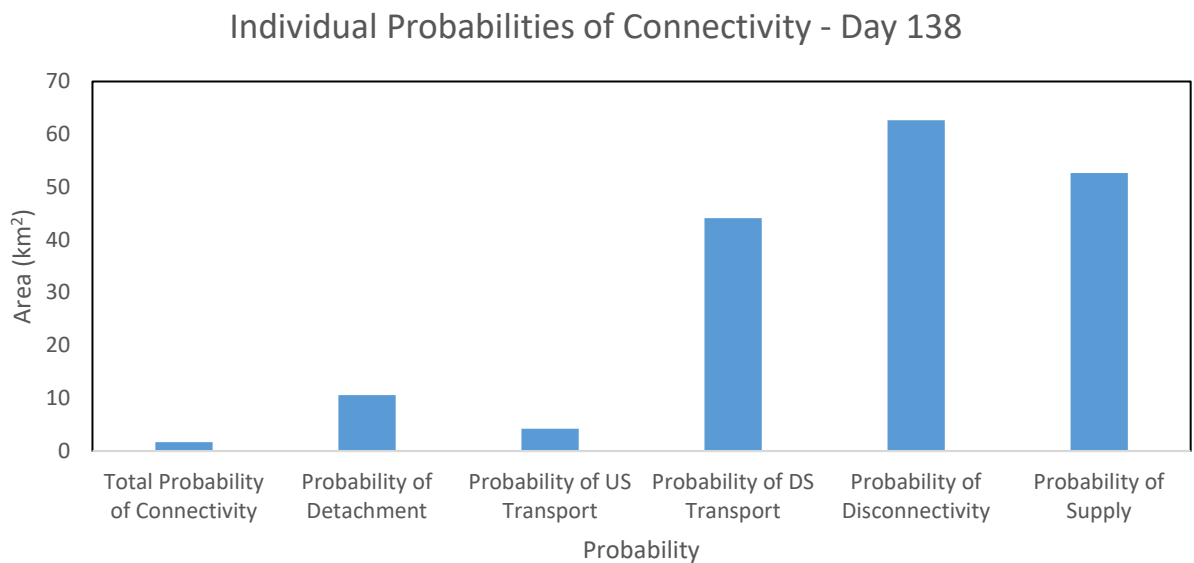 Individual Probabilities of Connectivity - Day 138
70
60
50
40
30
20
10
0
Area (km²)
Total Probability
of Connectivity
Probability of
Detachment
Probability of US
Transport
Probability of DS
Transport
Probability of
Disconnectivity
Probability of
Supply
Probability